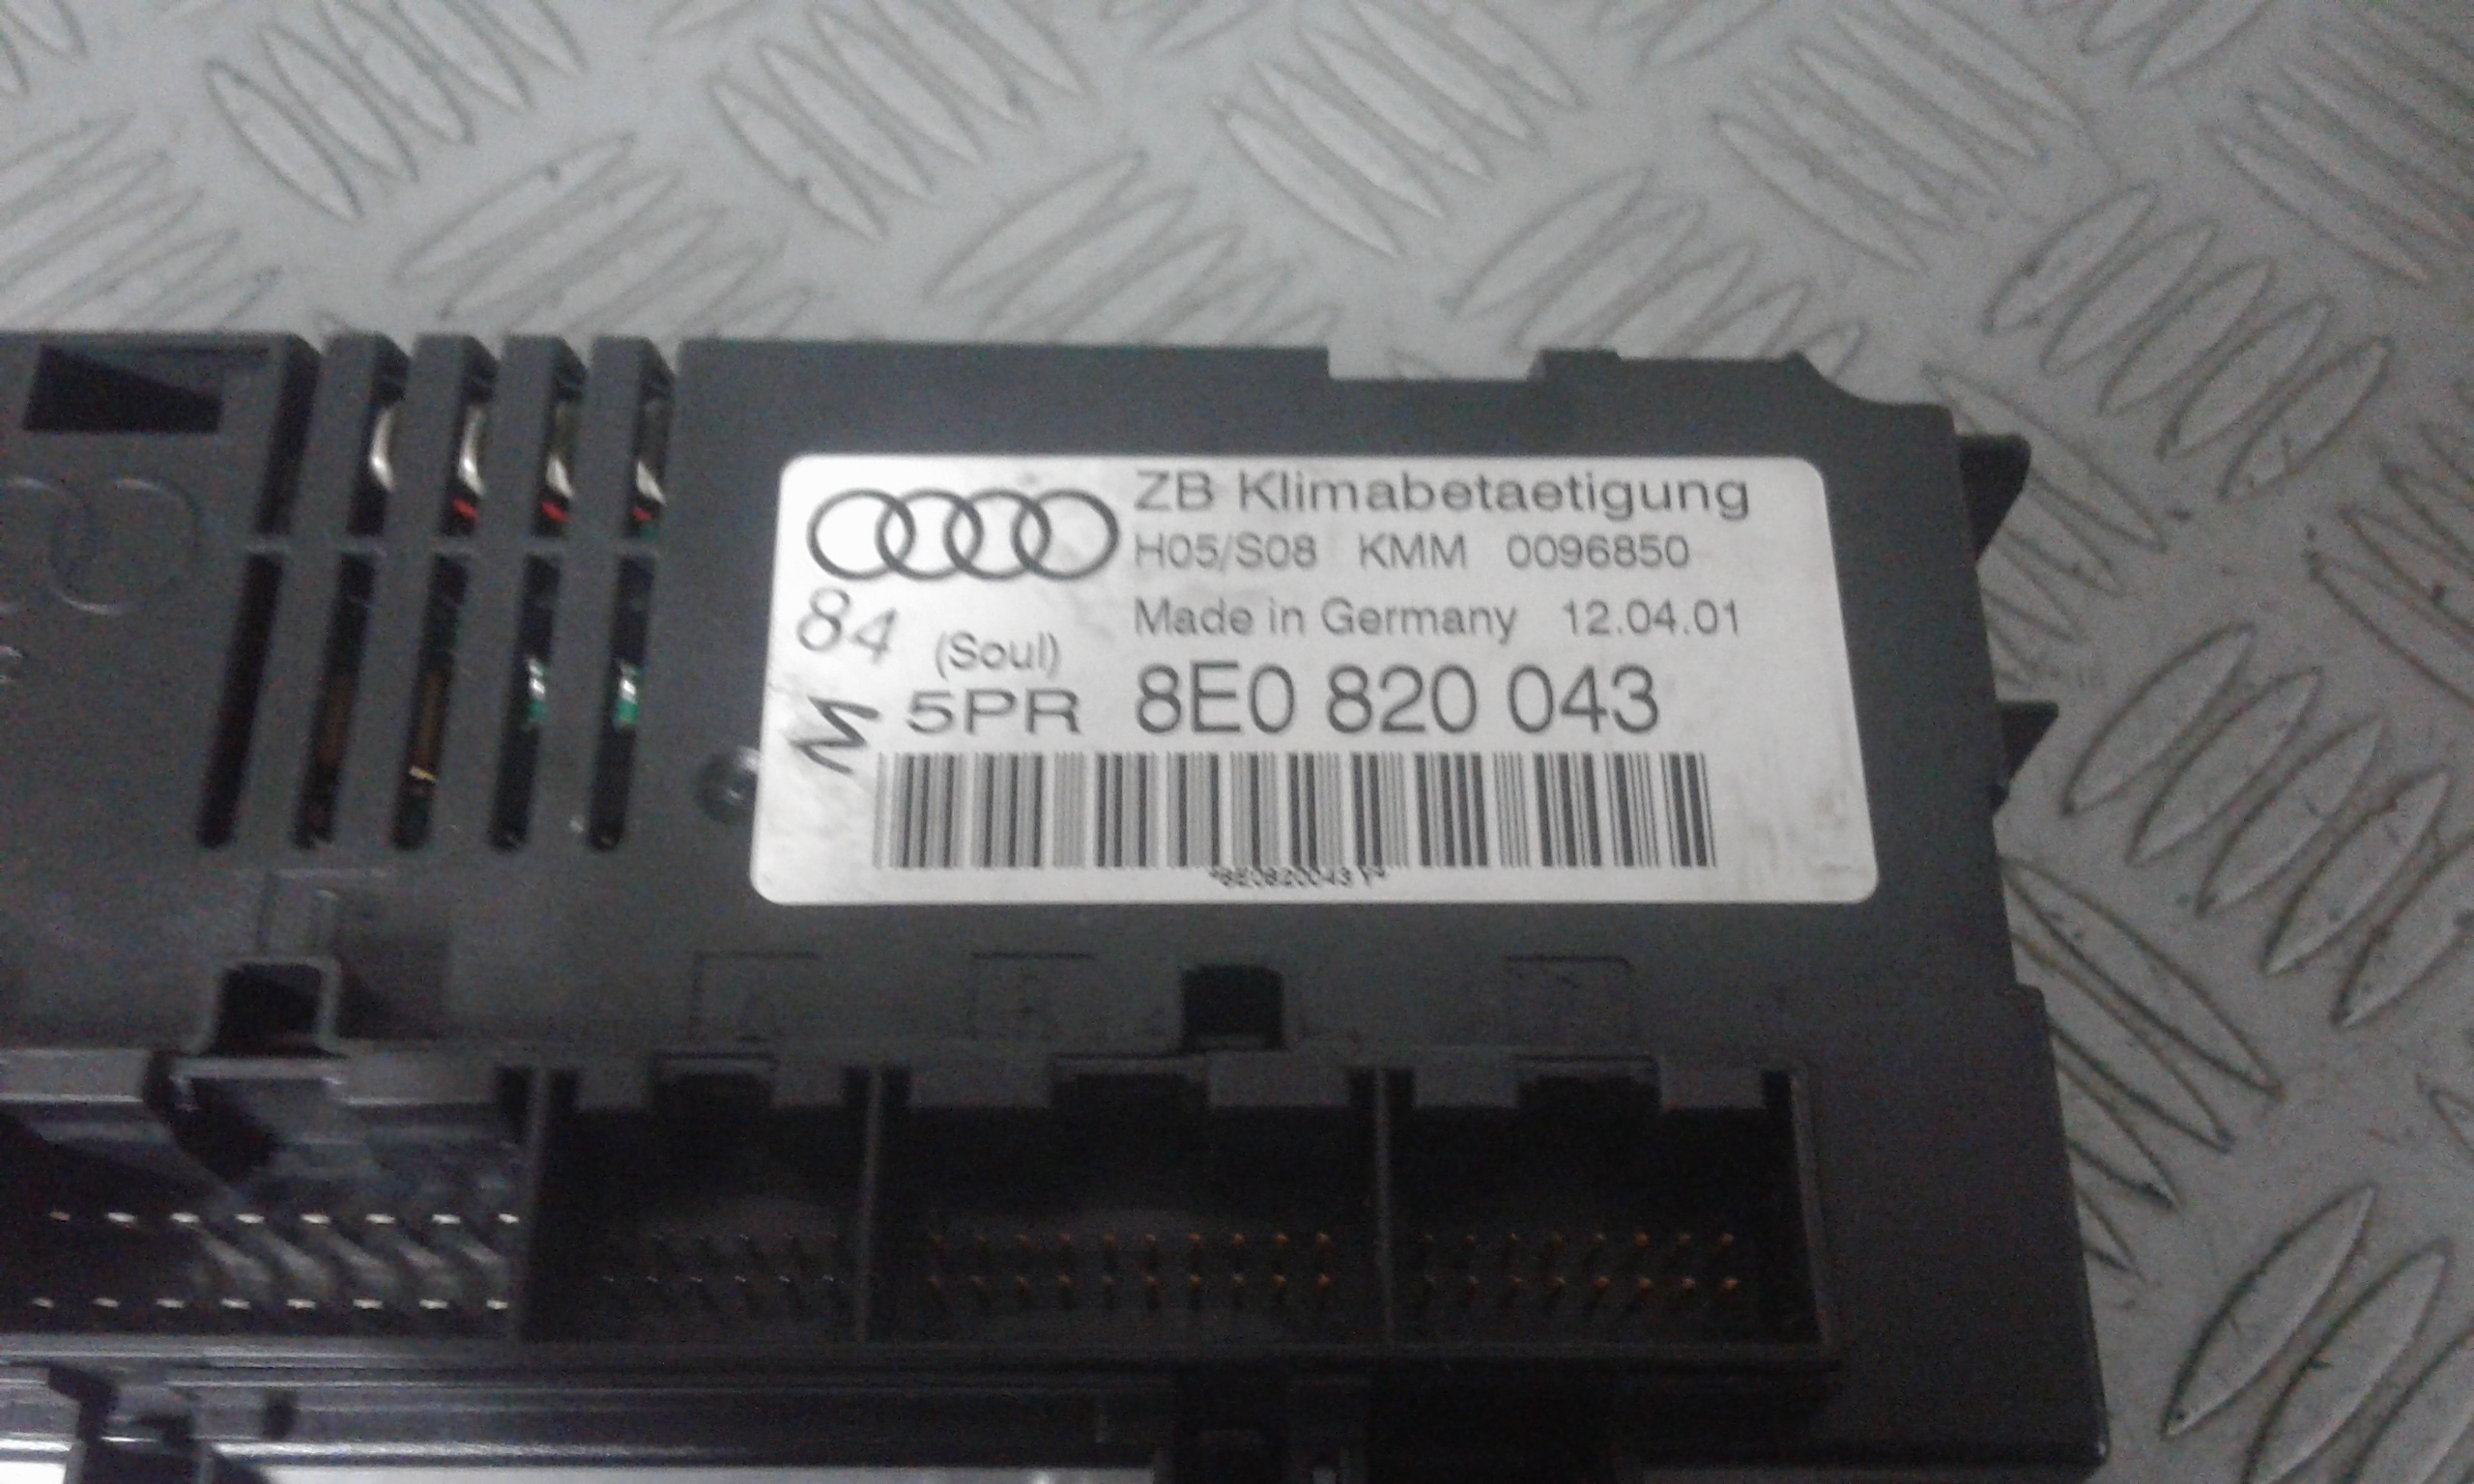 ZB Klimabetaetigung
H05/S08 KMM 0096850
84
Made in Germany 12.04.01
(Soul)
M 5PR 8E0 820 043